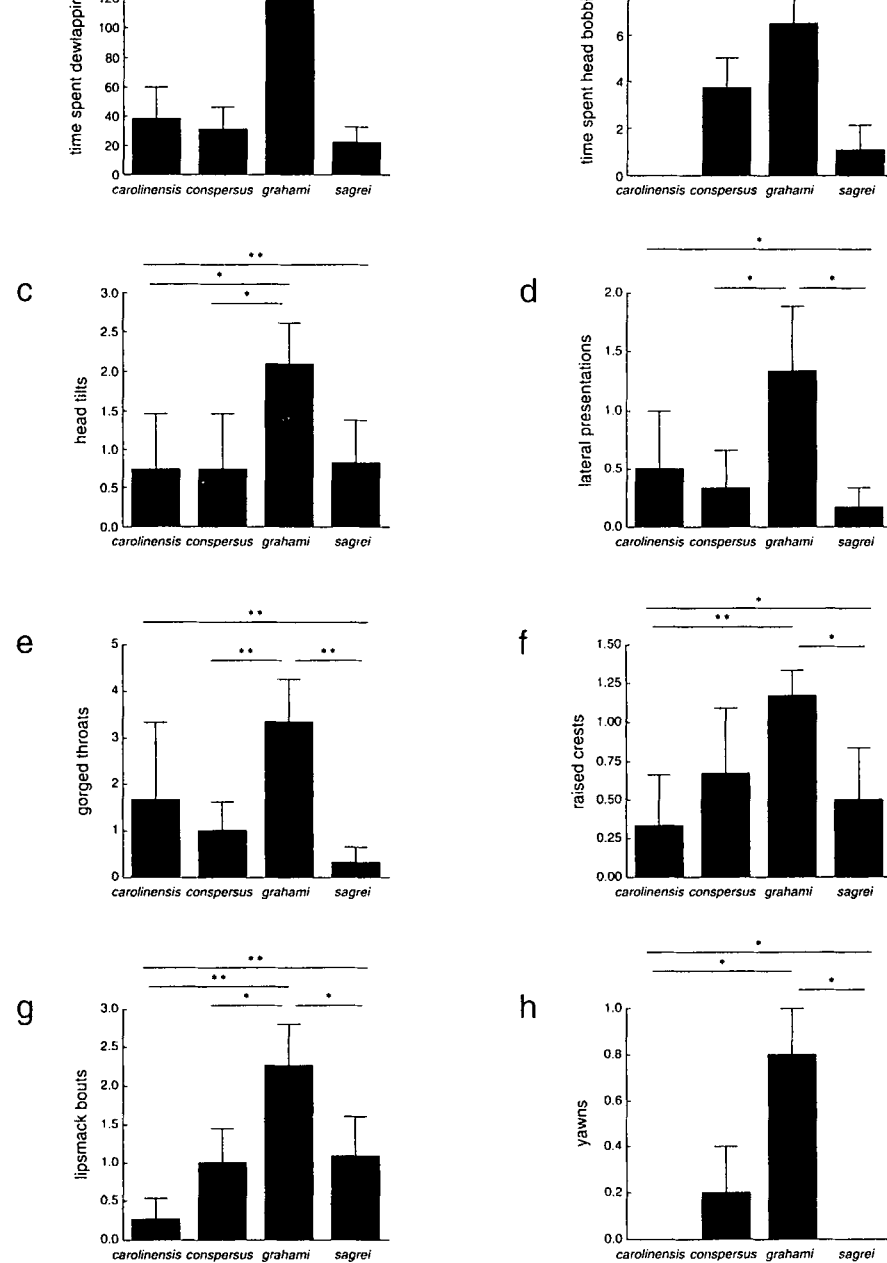 time spent dewlappin
120
100
80
60
40
20
0
carolinensis conspersus grahami sagrei
time spent head bobb
6
4
2
0
carolinensis conspersus grahami sagrei
c
**
*
*
head tilts
3.0
2.5
2.0
1.5
1.0
0.5
0.0
carolinensis conspersus grahami sagrei
d
*
* *
lateral presentations
2.0
1.5
1.0
0.5
0.0
carolinensis conspersus grahami sagrei
e
**
** **
gorged throats
5
4
3
2
1
0
carolinensis conspersus grahami sagrei
f
*
**
*
raised crests
1.50
1.25
1.00
0.75
0.50
0.25
0.00
carolinensis conspersus grahami sagrei
g
**
**
* *
lipsmack bouts
3.0
2.5
2.0
1.5
1.0
0.5
0.0
carolinensis conspersus grahami sagrei
h
*
*
*
yawns
1.0
0.8
0.6
0.4
0.2
0.0
carolinensis conspersus grahami sagrei